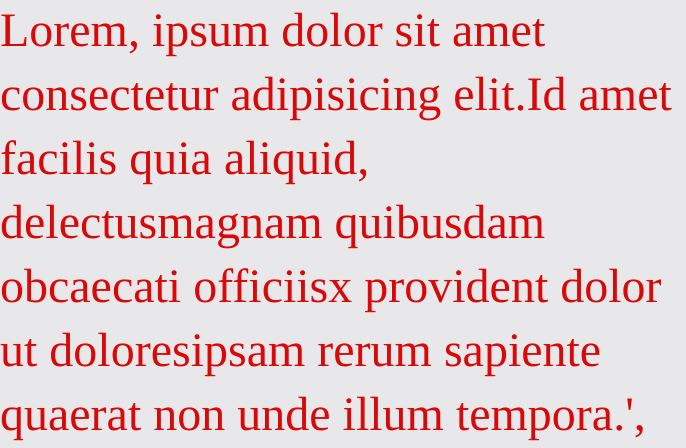 Lorem, ipsum dolor sit amet
consectetur adipisicing elit.Id amet
facilis quia aliquid,
delectusmagnam quibusdam
obcaecati officiisx provident dolor
ut doloresipsam rerum sapiente
quaerat non unde illum tempora.',